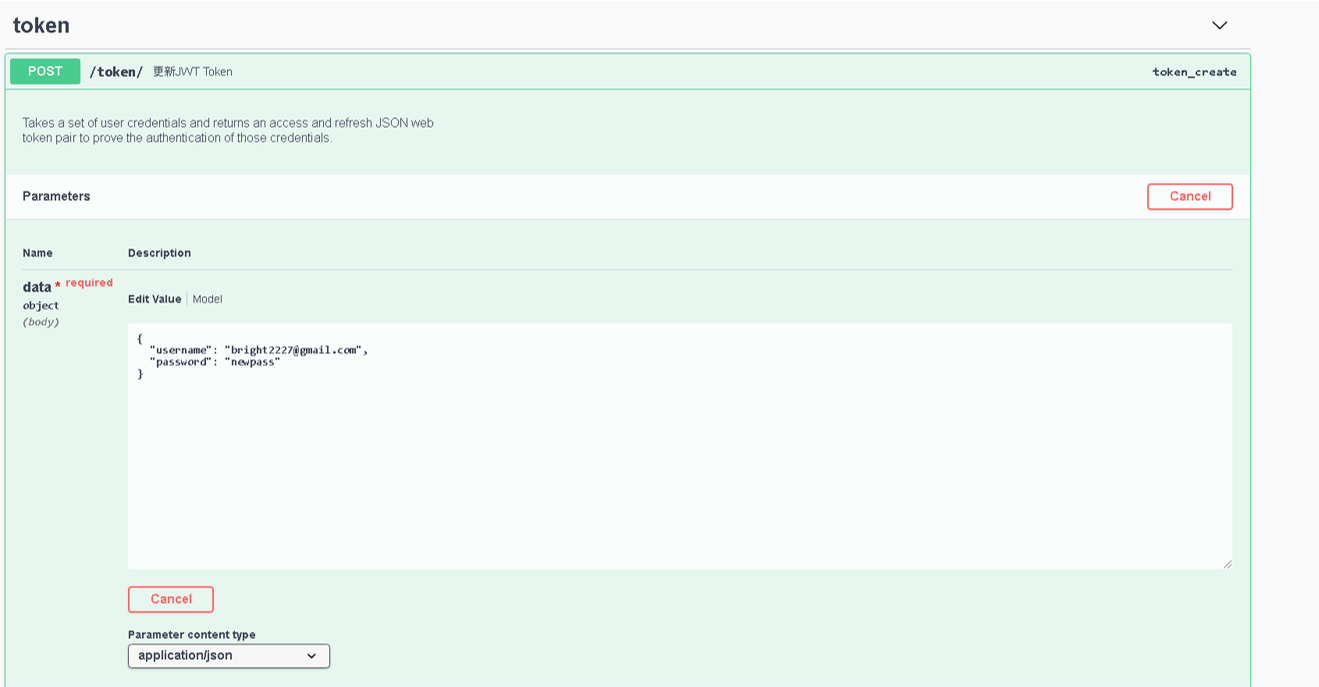 token
POST /token/ 更新JWT Token token_create
Takes a set of user credentials and returns an access and refresh JSON web
token pair to prove the authentication of those credentials.
Parameters Cancel
Name Description
data * required
object
(body)
Edit Value Model
{
"username": "bright2227@gmail.com",
"password": "newpass"
}
Cancel
Parameter content type
application/json